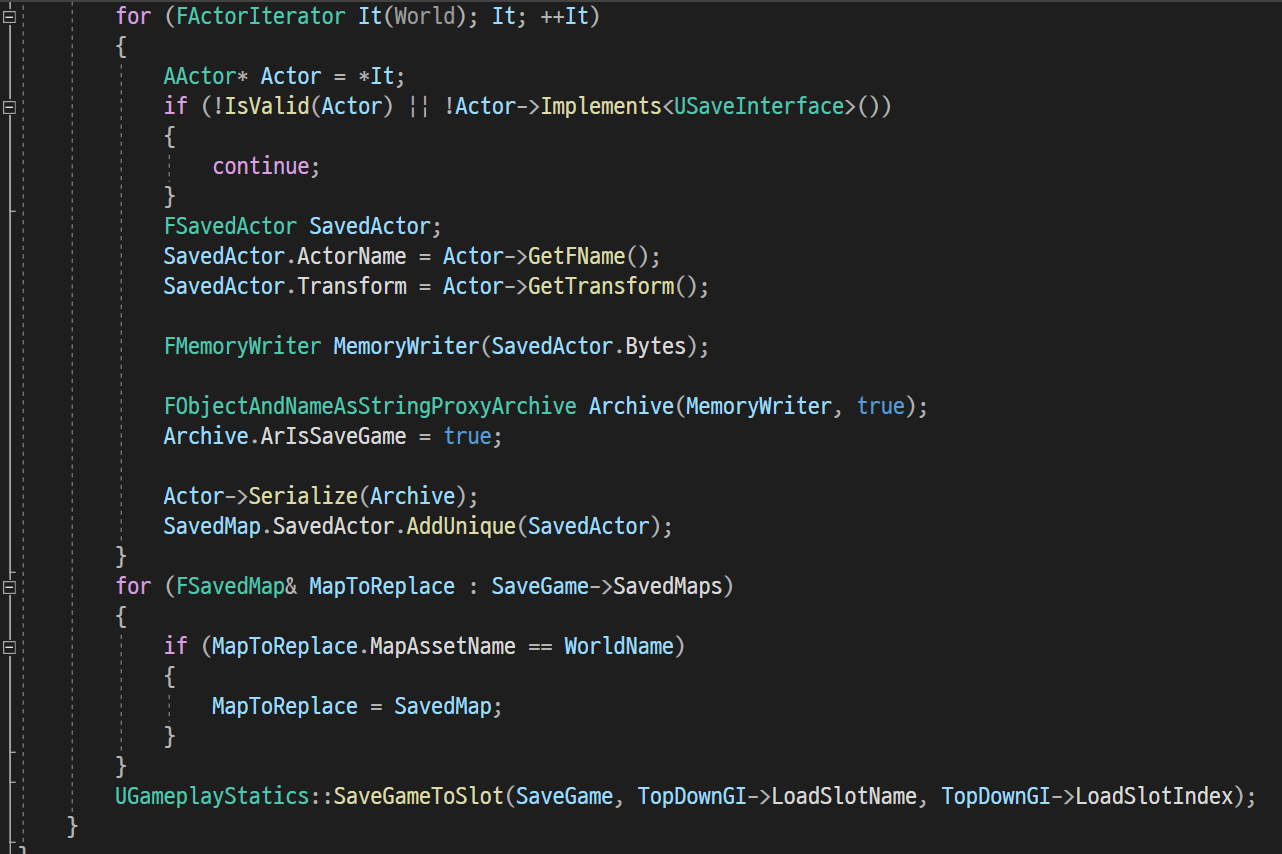 for (FActorIterator It(World); It; ++It)
{
AActor* Actor = *It;
if (!IsValid(Actor) || !Actor->Implements<USaveInterface>())
{
continue;
}
FSavedActor SavedActor;
SavedActor.ActorName = Actor->GetFName();
SavedActor.Transform = Actor->GetTransform();
FMemoryWriter MemoryWriter(SavedActor.Bytes);
FObjectAndNameAsStringProxyArchive Archive(MemoryWriter, true);
Archive.ArIsSaveGame = true;
Actor->Serialize(Archive);
SavedMap.SavedActor.AddUnique(SavedActor);
}
for (FSavedMap& MapToReplace : SaveGame->SavedMaps)
{
if (MapToReplace.MapAssetName == WorldName)
{
MapToReplace = SavedMap;
}
}
UGameplayStatics::SaveGameToSlot(SaveGame, TopDownGI->LoadSlotName, TopDownGI->LoadSlotIndex);
}
}